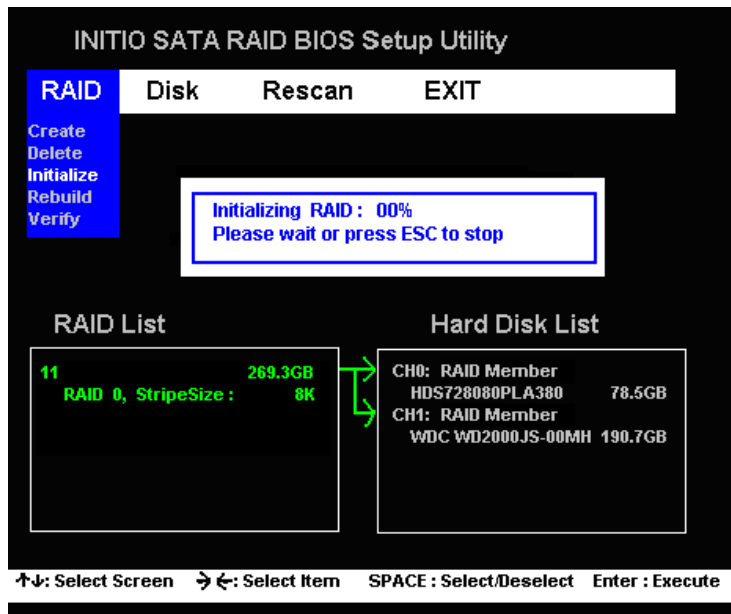 INITIO SATA RAID BIOS Setup Utility
RAID Disk Rescan EXIT
Create
Delete
Initialize
Rebuild
Verify
Initializing RAID : 00%
Please wait or press ESC to stop
RAID List
11 269.3GB
RAID 0, StripeSize : 8K
Hard Disk List
CH0: RAID Member
HDS728080PLA380 78.5GB
CH1: RAID Member
WDC WD2000JS-00MH 190.7GB
↑↓: Select Screen →←: Select Item SPACE : Select/Deselect Enter : Execute